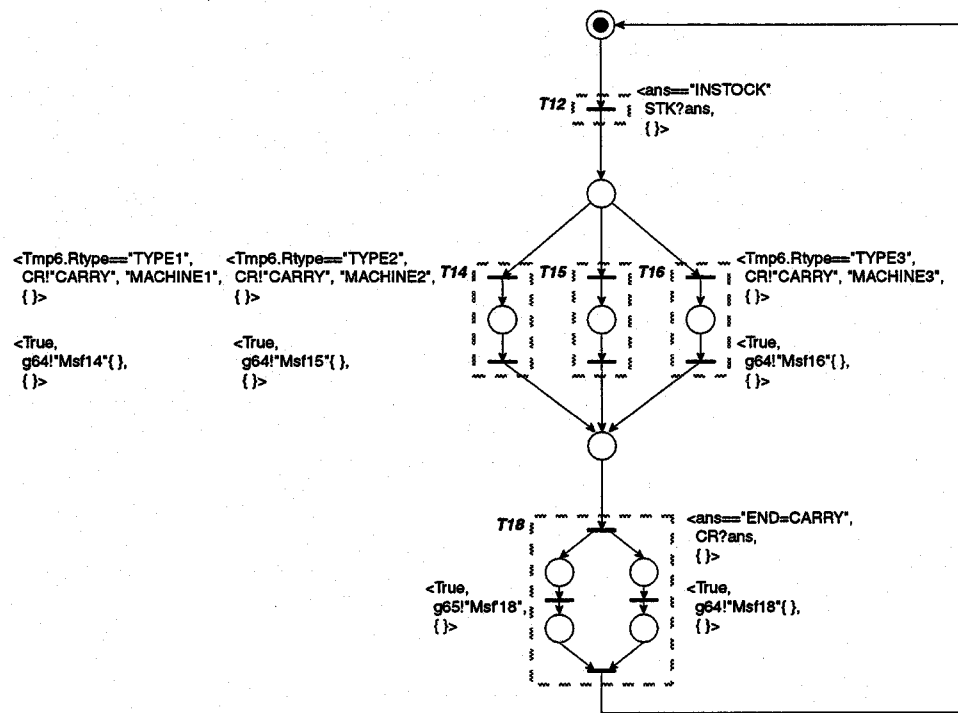 T12
<ans=="INSTOCK"
STK?ans,
{ }>
<Tmp6.Rtype=="TYPE1",
CR!"CARRY", "MACHINE1",
{ }>
<Tmp6.Rtype=="TYPE2",
CR!"CARRY", "MACHINE2",
{ }>
T14
T15
T16
<Tmp6.Rtype=="TYPE3",
CR!"CARRY", "MACHINE3",
{ }>
<True,
g64!"Msf14"{ },
{ }>
<True,
g64!"Msf15"{ },
{ }>
<True,
g64!"Msf16"{ },
{ }>
T18
<ans=="END=CARRY",
CR?ans,
{ }>
<True,
g65!"Msf'18",
{ }>
<True,
g64!"Msf18"{ },
{ }>